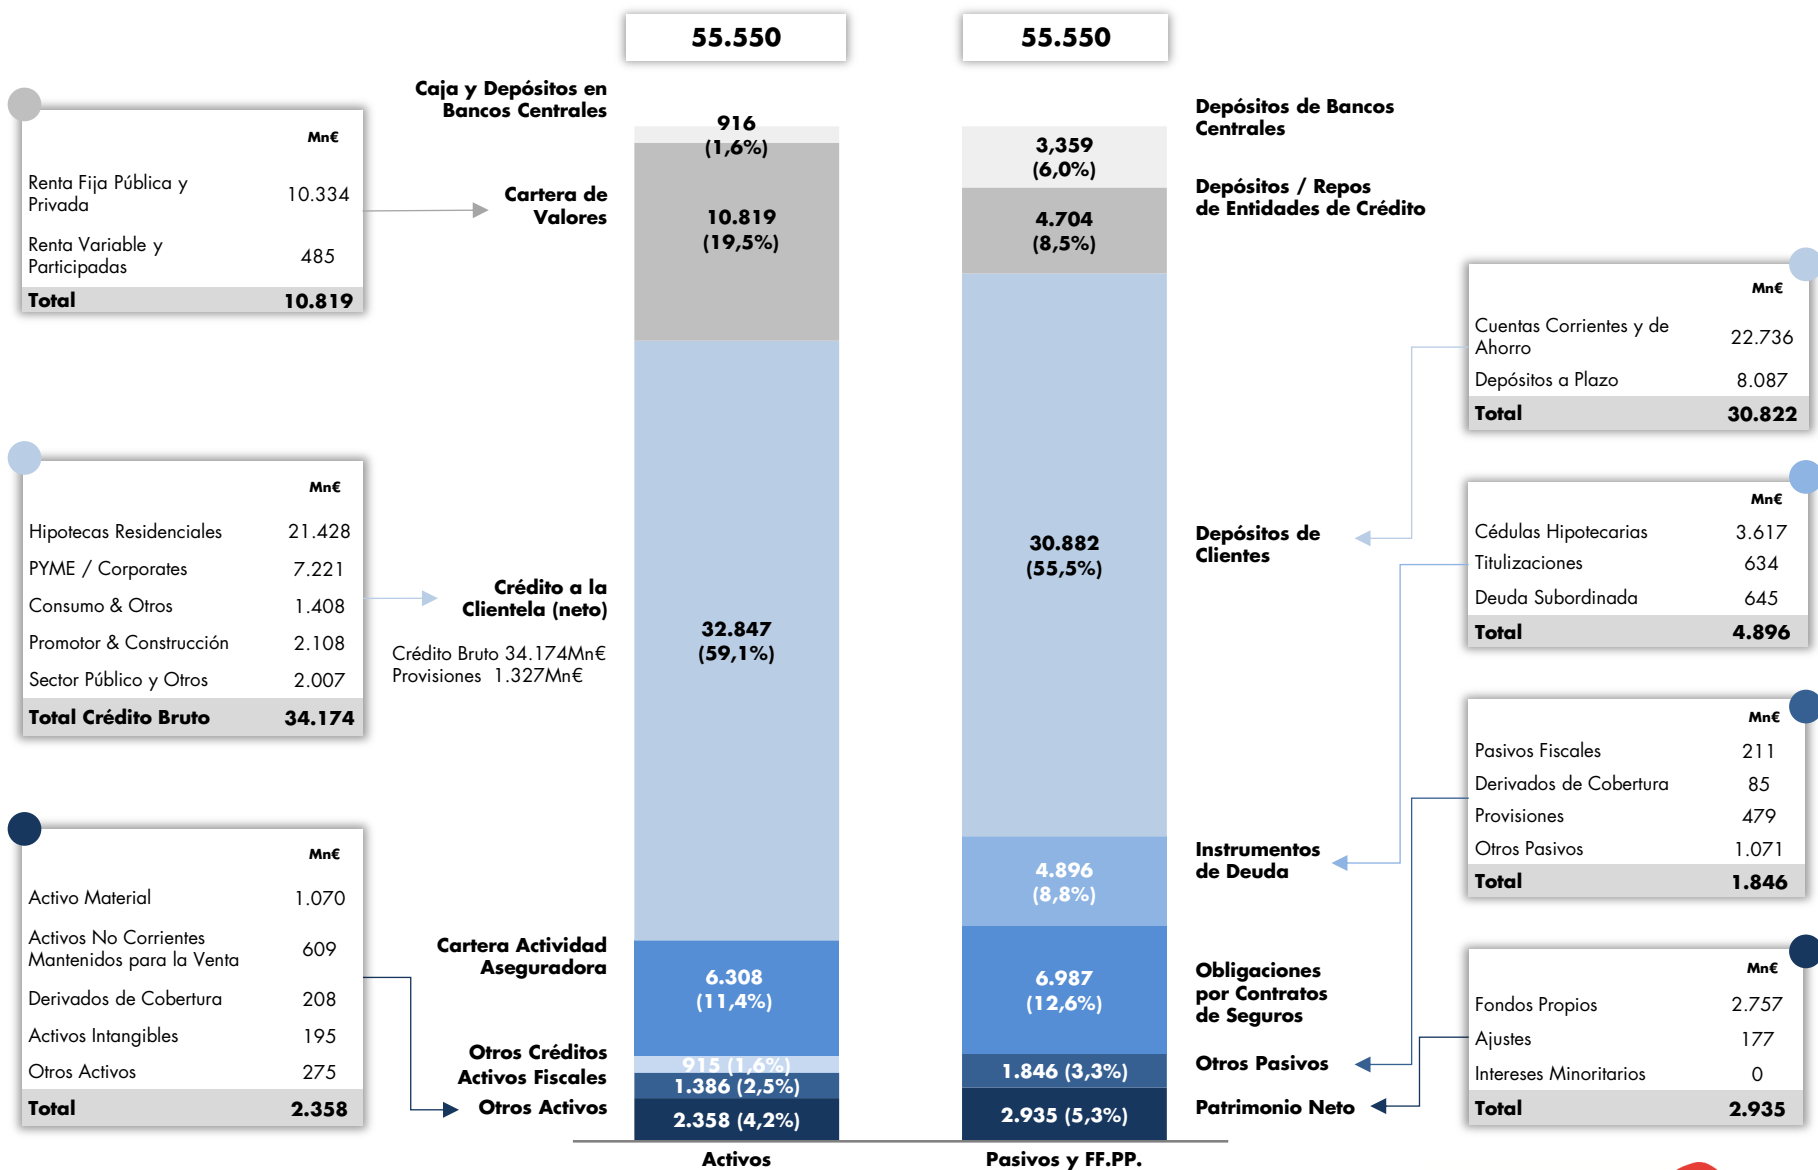 55.550
55.550
Caja y Depósitos en
Bancos Centrales
916
(1,6%)
Cartera de
Valores
10.819
(19,5%)
Crédito a la
Clientela (neto)
Crédito Bruto 34.174Mn€
Provisiones 1.327Mn€
32.847
(59,1%)
Cartera Actividad
Aseguradora
6.308
(11,4%)
Otros Créditos
915 (1,6%)
Activos Fiscales
1.386 (2,5%)
Otros Activos
2.358 (4,2%)
Activos
Mn€
Renta Fija Pública y
Privada
10.334
Renta Variable y
Participadas
485
Total 10.819
Mn€
Hipotecas Residenciales 21.428
PYME / Corporates 7.221
Consumo & Otros 1.408
Promotor & Construcción 2.108
Sector Público y Otros 2.007
Total Crédito Bruto 34.174
Mn€
Activo Material 1.070
Activos No Corrientes
Mantenidos para la Venta
609
Derivados de Cobertura 208
Activos Intangibles 195
Otros Activos 275
Total 2.358
Depósitos de Bancos
Centrales
3,359
(6,0%)
Depósitos / Repos
de Entidades de Crédito
4.704
(8,5%)
Depósitos de
Clientes
30.882
(55,5%)
Instrumentos
de Deuda
4.896
(8,8%)
Obligaciones
por Contratos
de Seguros
6.987
(12,6%)
Otros Pasivos
1.846 (3,3%)
Patrimonio Neto
2.935 (5,3%)
Pasivos y FF.PP.
Mn€
Cuentas Corrientes y de
Ahorro
22.736
Depósitos a Plazo 8.087
Total 30.822
Mn€
Cédulas Hipotecarias 3.617
Titulizaciones 634
Deuda Subordinada 645
Total 4.896
Mn€
Pasivos Fiscales 211
Derivados de Cobertura 85
Provisiones 479
Otros Pasivos 1.071
Total 1.846
Mn€
Fondos Propios 2.757
Ajustes 177
Intereses Minoritarios 0
Total 2.935